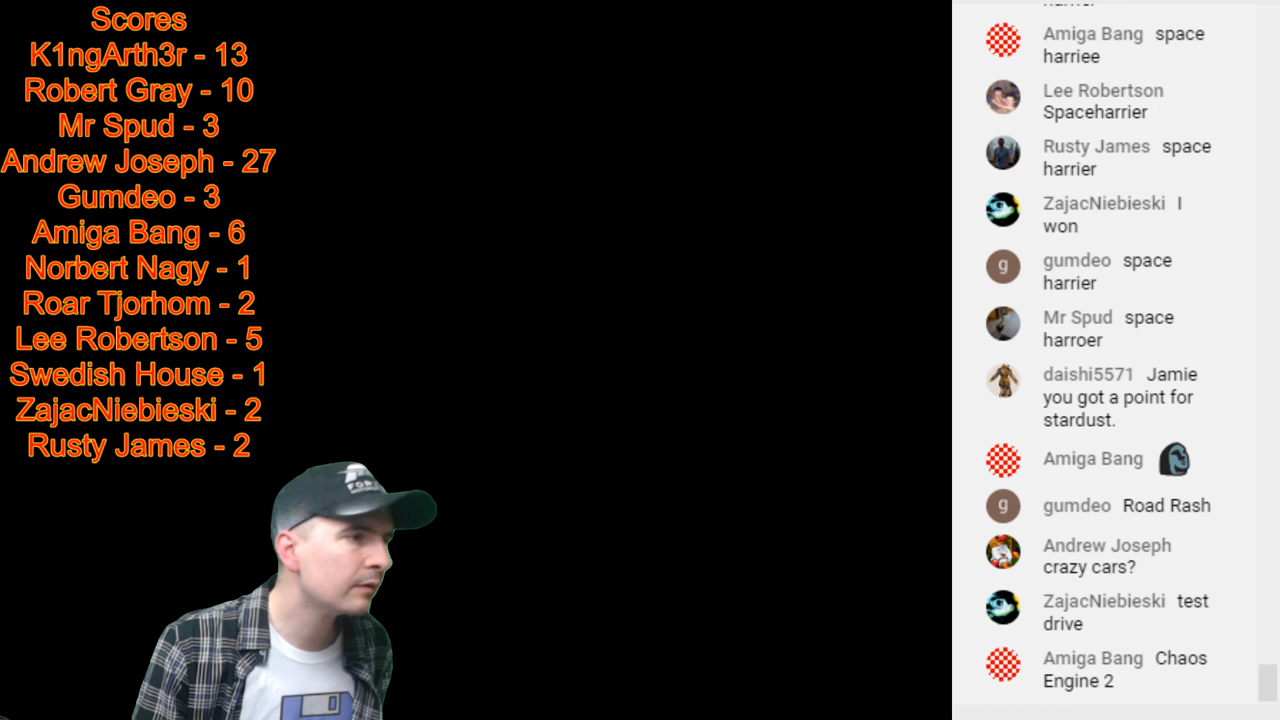 Scores
K1ngArth3r - 13
Robert Gray - 10
Mr Spud - 3
Andrew Joseph - 27
Gumdeo - 3
Amiga Bang - 6
Norbert Nagy - 1
Roar Tjorhom - 2
Lee Robertson - 5
Swedish House - 1
ZajacNiebieski - 2
Rusty James - 2
Amiga Bang space
harriee
Lee Robertson
Spaceharrier
Rusty James space
harrier
ZajacNiebieski I
won
g
gumdeo space
harrier
Mr Spud space
harroer
daishi5571 Jamie
you got a point for
stardust.
Amiga Bang
g
gumdeo Road Rash
Andrew Joseph
crazy cars?
ZajacNiebieski test
drive
Amiga Bang Chaos
Engine 2